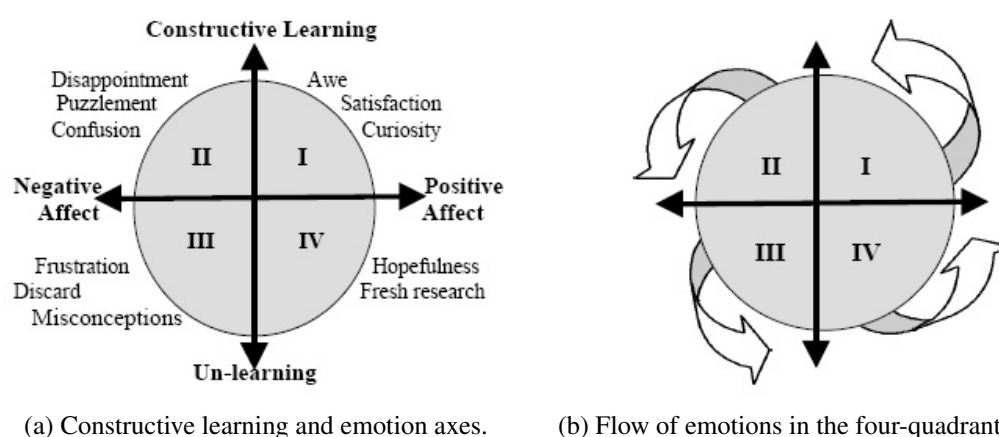 Constructive Learning
Disappointment
Puzzlement
Confusion
Awe
Satisfaction
Curiosity
II
I
Negative
Affect
Positive
Affect
III
IV
Frustration
Discard
Misconceptions
Hopefulness
Fresh research
Un-learning
(a) Constructive learning and emotion axes.
II
I
III
IV
(b) Flow of emotions in the four-quadrant